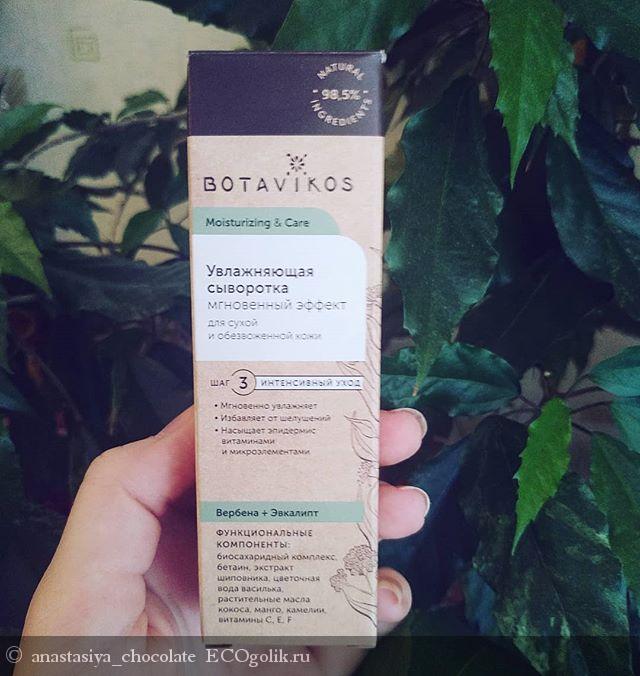 NATURAL
98,5%
INGREDIENTS
BOTAVIKOS
Moisturizing & Care
Увлажняющая
сыворотка
мгновенный эффект
для сухой
и обезвоженной кожи
ШАГ 3 ИНТЕНСИВНЫЙ УХОД
• Мгновенно увлажняет
• Избавляет от шелушений
• Насыщает эпидермис
витаминами
и микроэлементами
Вербена + Эвкалипт
ФУНКЦИОНАЛЬНЫЕ
КОМПОНЕНТЫ:
биосахаридный комплекс,
бетаин, экстракт
шиповника, цветочная
вода василька,
растительные масла
кокоса, манго, камелии,
витамины С, Е, F
© anastasiya_chocolate ECOgolik.ru